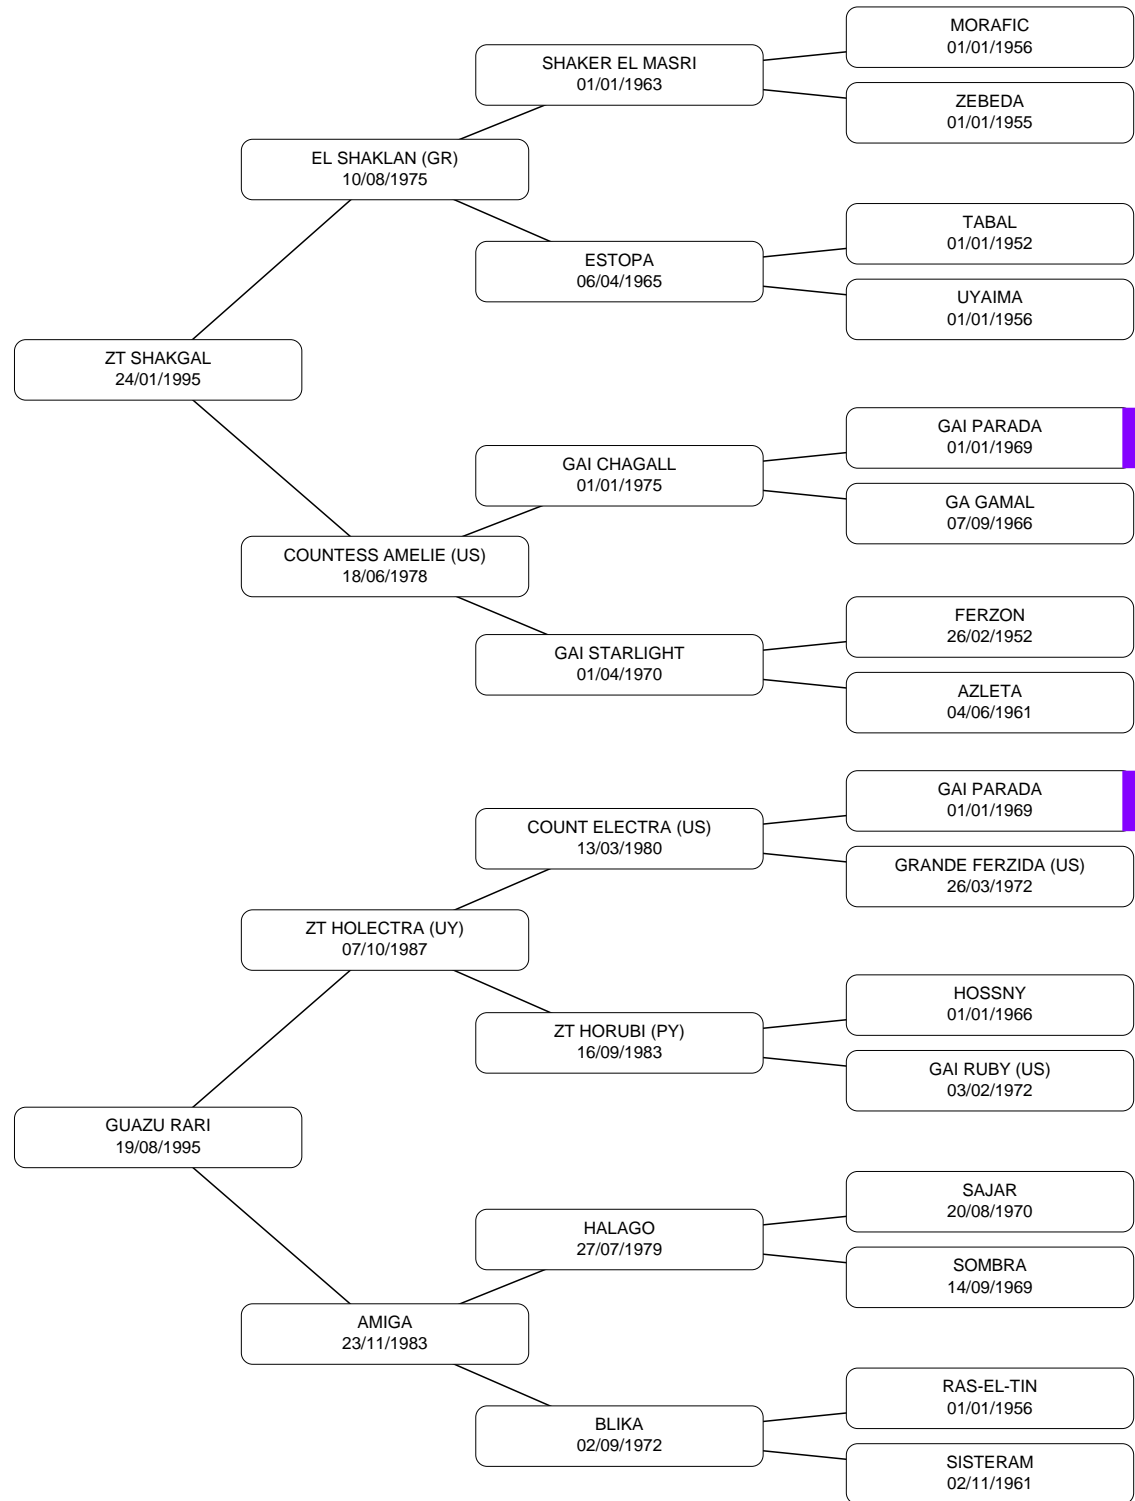 MORAFIC
01/01/1956
SHAKER EL MASRI
01/01/1963
ZEBEDA
01/01/1955
EL SHAKLAN (GR)
10/08/1975
TABAL
01/01/1952
ESTOPA
06/04/1965
UYAIMA
01/01/1956
ZT SHAKGAL
24/01/1995
GAI PARADA
01/01/1969
GAI CHAGALL
01/01/1975
GA GAMAL
07/09/1966
COUNTESS AMELIE (US)
18/06/1978
FERZON
26/02/1952
GAI STARLIGHT
01/04/1970
AZLETA
04/06/1961
GAI PARADA
01/01/1969
COUNT ELECTRA (US)
13/03/1980
GRANDE FERZIDA (US)
26/03/1972
ZT HOLECTRA (UY)
07/10/1987
HOSSNY
01/01/1966
ZT HORUBI (PY)
16/09/1983
GAI RUBY (US)
03/02/1972
GUAZU RARI
19/08/1995
SAJAR
20/08/1970
HALAGO
27/07/1979
SOMBRA
14/09/1969
AMIGA
23/11/1983
RAS-EL-TIN
01/01/1956
BLIKA
02/09/1972
SISTERAM
02/11/1961